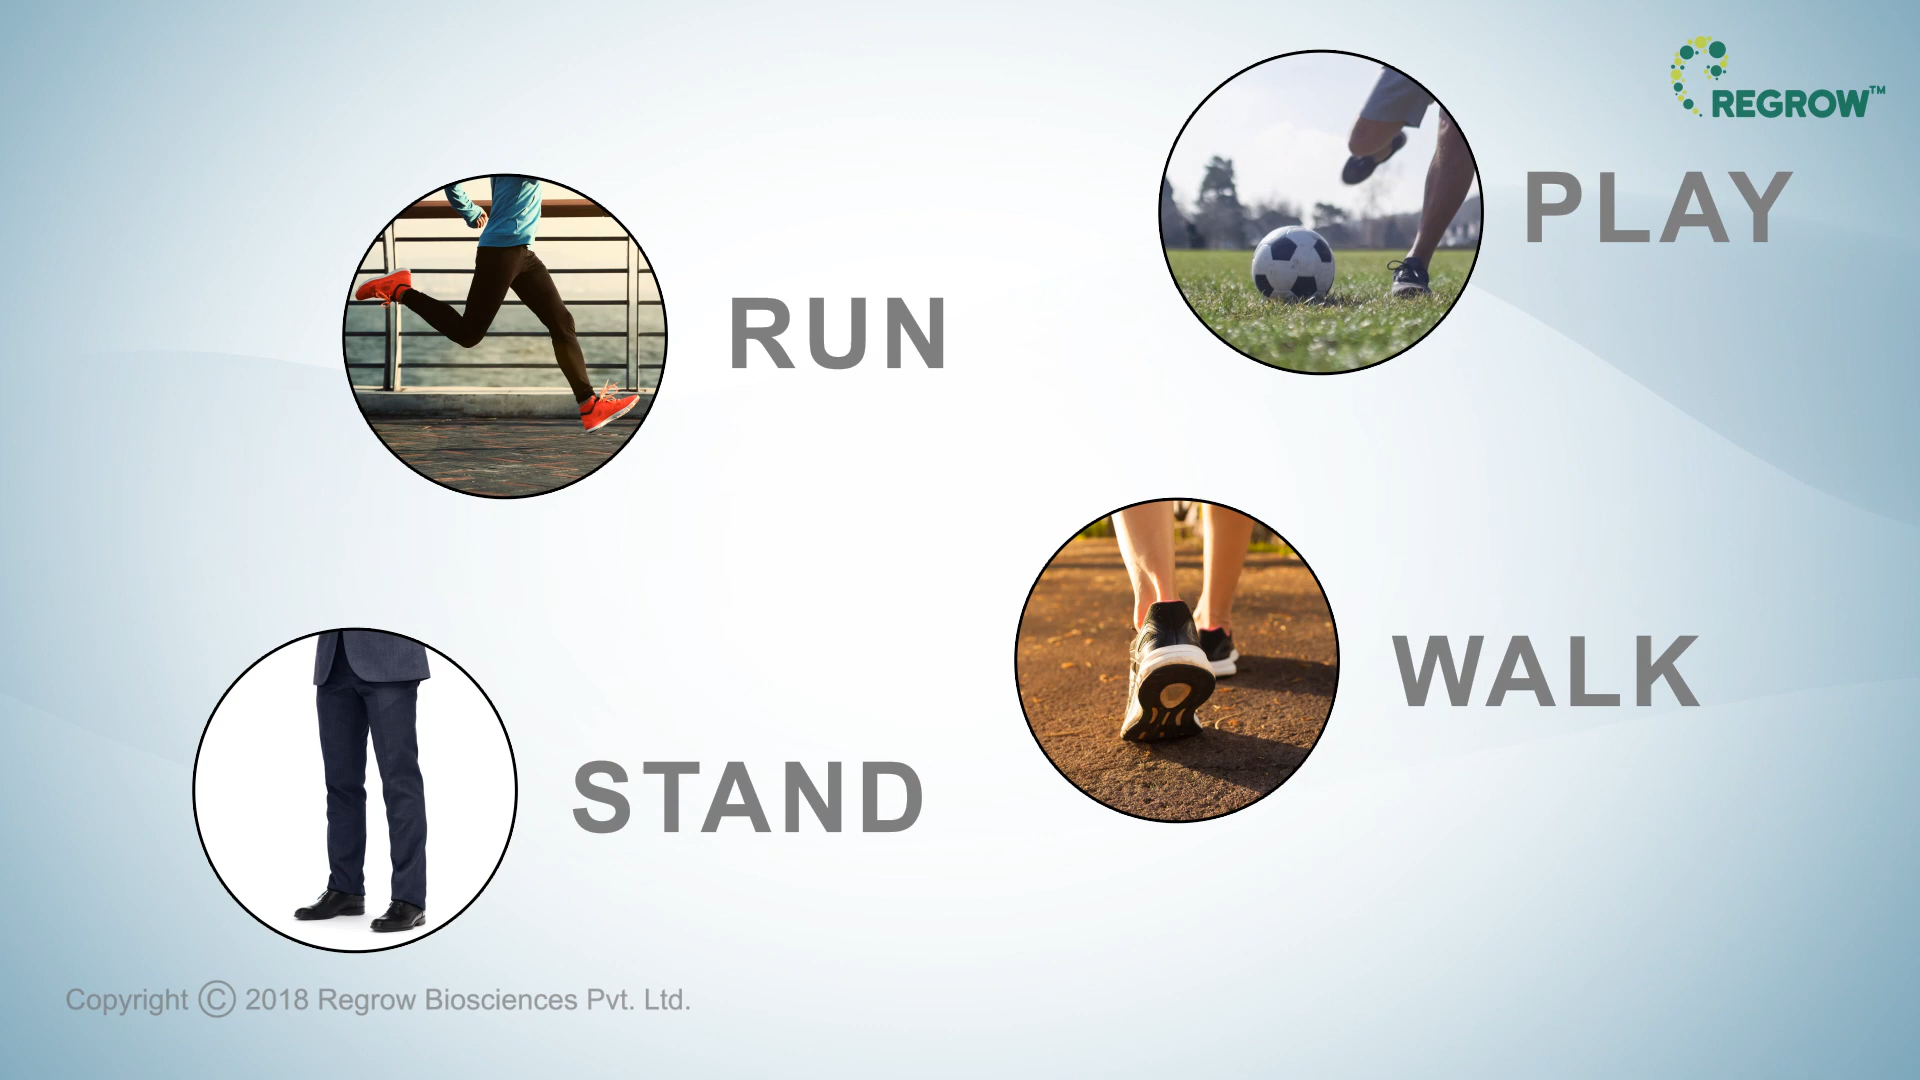 REGROW™
PLAY
RUN
WALK
STAND
Copyright © 2018 Regrow Biosciences Pvt. Ltd.